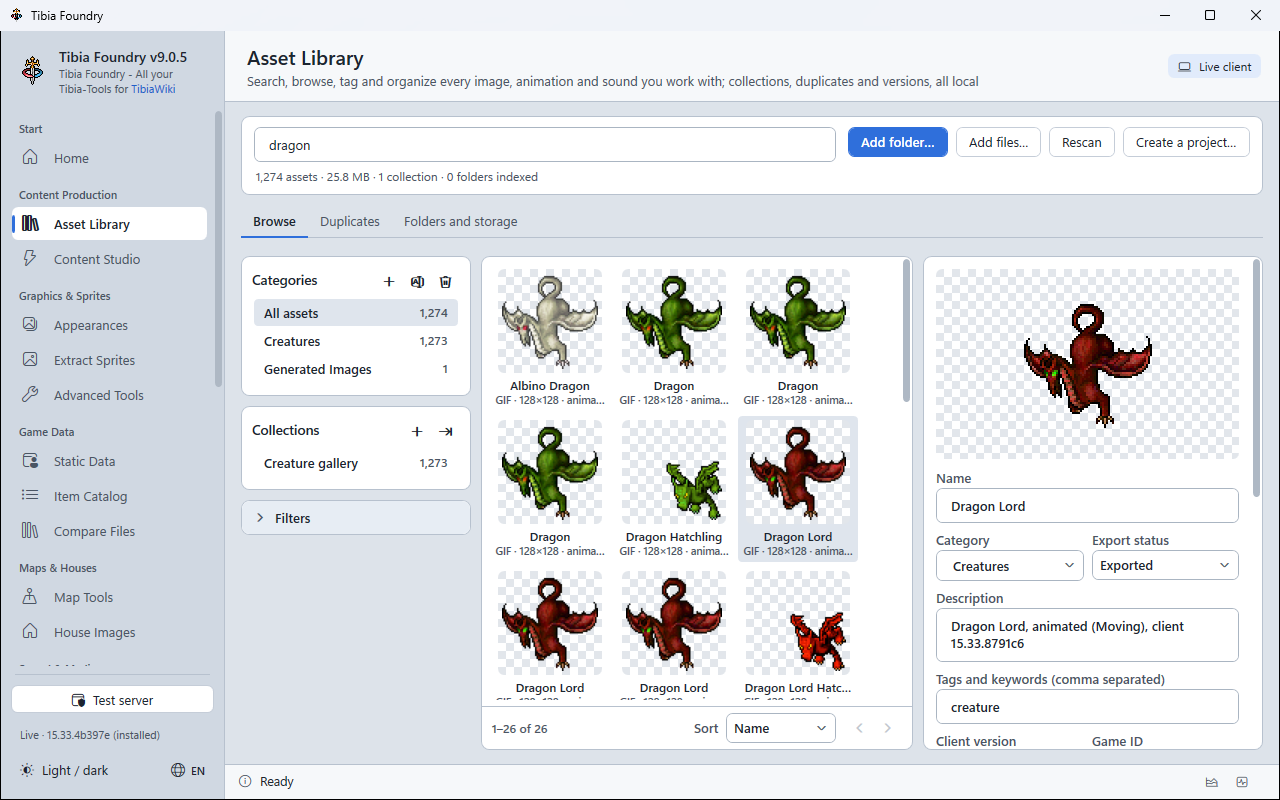 Tibia Foundry
Tibia Foundry v9.0.5
Tibia Foundry - All your
Tibia-Tools for TibiaWiki
Start
Home
Content Production
Asset Library
Content Studio
Graphics & Sprites
Appearances
Extract Sprites
Advanced Tools
Game Data
Static Data
Item Catalog
Compare Files
Maps & Houses
Map Tools
House Images
Test server
Live · 15.33.4b397e (installed)
Light / dark
EN
Asset Library
Search, browse, tag and organize every image, animation and sound you work with; collections, duplicates and versions, all local
Live client
dragon
Add folder...
Add files...
Rescan
Create a project...
1,274 assets · 25.8 MB · 1 collection · 0 folders indexed
Browse
Duplicates
Folders and storage
Categories
All assets 1,274
Creatures 1,273
Generated Images 1
Collections
Creature gallery 1,273
Filters
Albino Dragon
GIF · 128×128 · anima...
Dragon
GIF · 128×128 · anima...
Dragon
GIF · 128×128 · anima...
Dragon
GIF · 128×128 · anima...
Dragon Hatchling
GIF · 128×128 · anima...
Dragon Lord
GIF · 128×128 · anima...
Dragon Lord
Dragon Lord
Dragon Lord Hatc...
1–26 of 26
Sort
Name
Name
Dragon Lord
Category
Creatures
Export status
Exported
Description
Dragon Lord, animated (Moving), client
15.33.8791c6
Tags and keywords (comma separated)
creature
Client version
Game ID
Ready